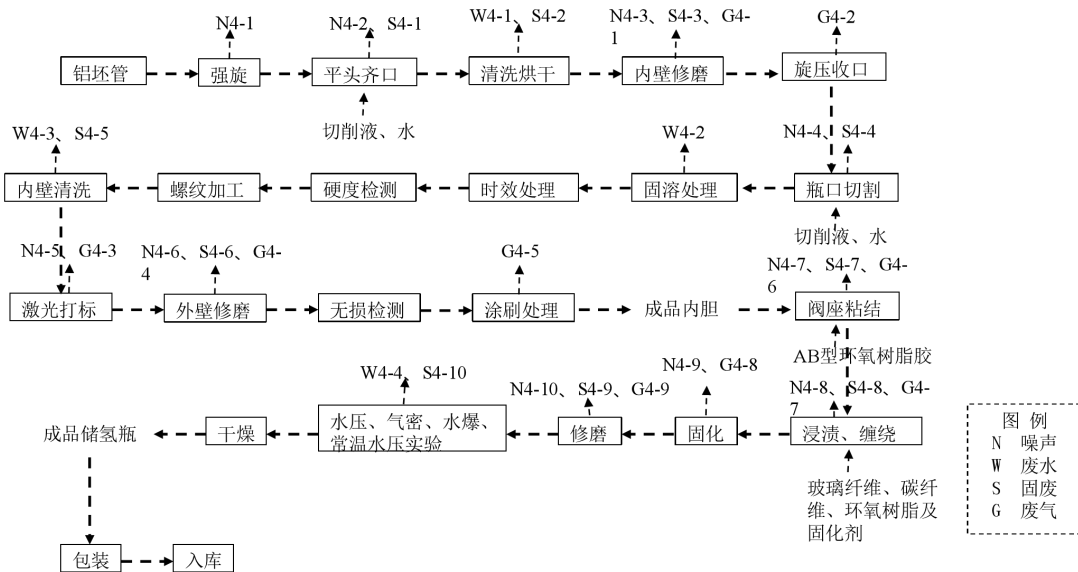 N4-1
N4-2、S4-1
W4-1、S4-2
N4-3、S4-3、G4-
1
G4-2
铝坯管
强旋
平头齐口
清洗烘干
内壁修磨
旋压收口
切削液、水
W4-3、S4-5
W4-2
N4-4、S4-4
内壁清洗
螺纹加工
硬度检测
时效处理
固溶处理
瓶口切割
切削液、水
N4-5、G4-3
N4-6、S4-6、G4-
4
G4-5
N4-7、S4-7、G4-
6
激光打标
外壁修磨
无损检测
涂刷处理
成品内胆
阀座粘结
AB型环氧树脂胶
W4-4、S4-10
N4-10、S4-9、G4-9
N4-9、G4-8
N4-8、S4-8、G4-
7
成品储氢瓶
干燥
水压、气密、水爆、
常温水压实验
修磨
固化
浸渍、缠绕
玻璃纤维、碳纤
维、环氧树脂及
固化剂
包装
入库
图 例
N 噪声
W 废水
S 固废
G 废气